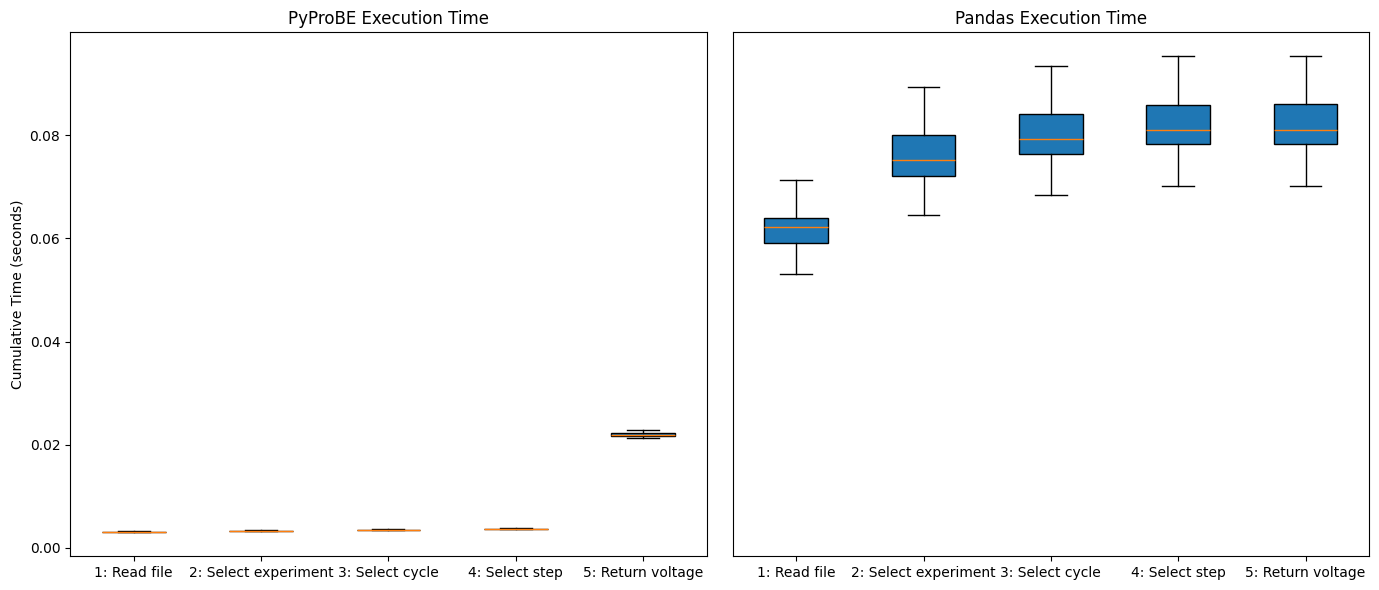 PyProBE Execution Time
Cumulative Time (seconds)
0.08
0.06
0.04
0.02
0.00
1: Read file
2: Select experiment
3: Select cycle
4: Select step
5: Return voltage
Pandas Execution Time
1: Read file
2: Select experiment
3: Select cycle
4: Select step
5: Return voltage